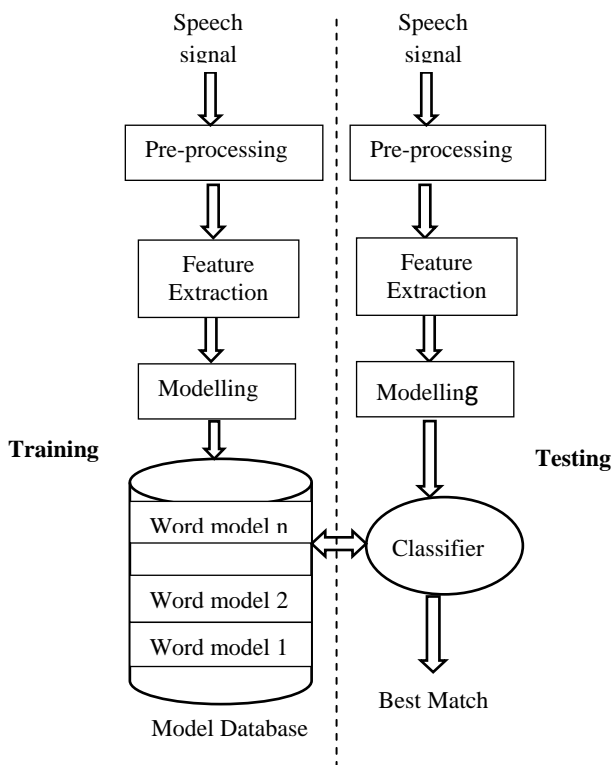 Speech
signal
Pre-processing
Feature
Extraction
Modelling
Training
Word model n
Word model 2
Word model 1
Model Database
Speech
signal
Pre-processing
Feature
Extraction
Modelling
Testing
Classifier
Best Match